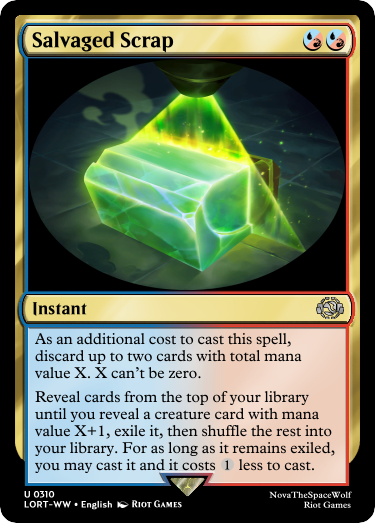 Salvaged Scrap
Instant
As an additional cost to cast this spell,
discard up to two cards with total mana
value X. X can't be zero.
Reveal cards from the top of your library
until you reveal a creature card with mana
value X+1, exile it, then shuffle the rest into
your library. For as long as it remains exiled,
you may cast it and it costs 1 less to cast.
U 0310
LORT-WW • English RIOT GAMES
NovaTheSpaceWolf
Riot Games